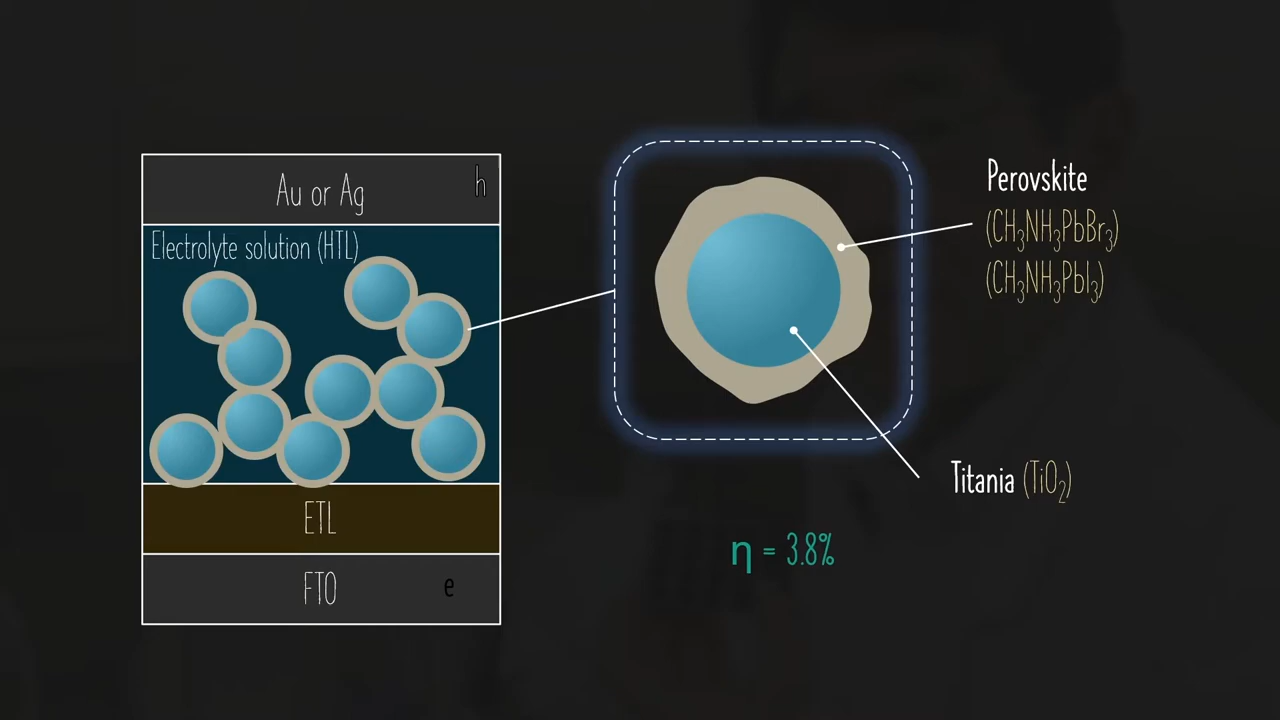 Au or Ag
h
Electrolyte solution (HTL)
ETL
FTO
e
Perovskite
(CH₃NH₃PbBr₃)
(CH₃NH₃PbI₃)
Titania (TiO₂)
η = 3.8%